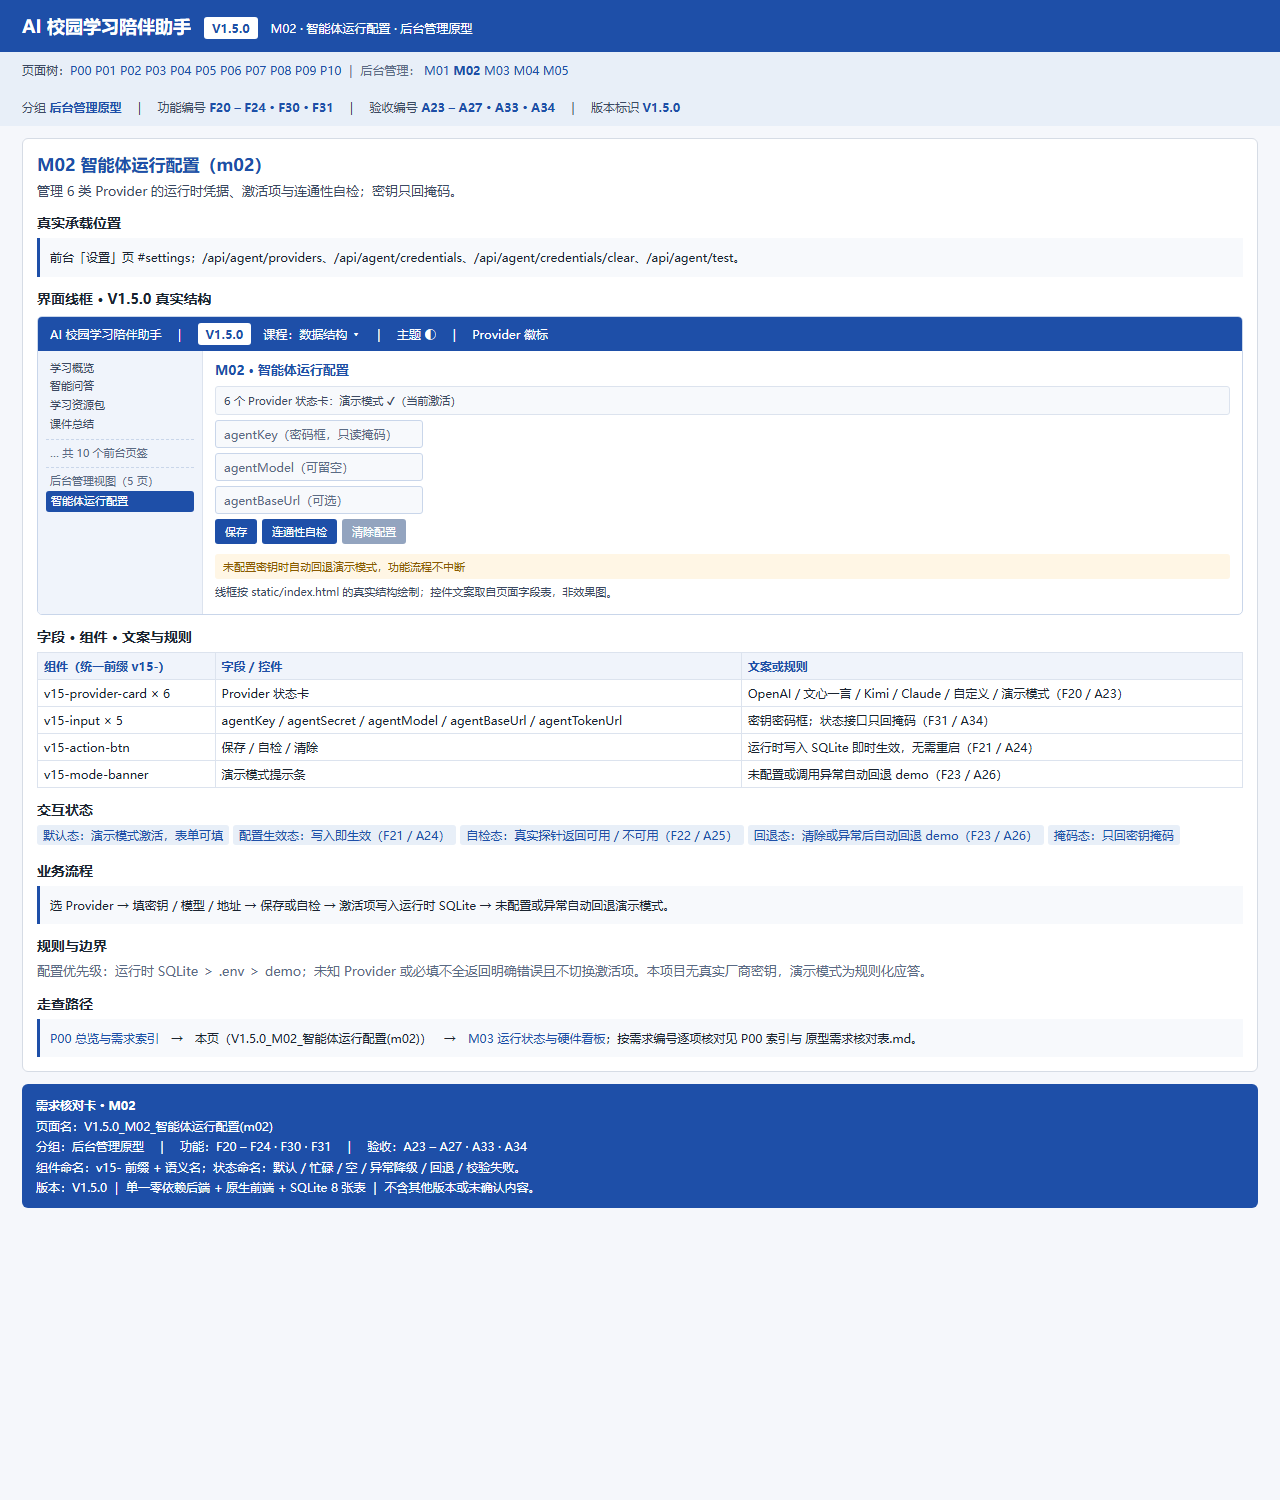 AI 校园学习陪伴助手 V1.5.0 M02 · 智能体运行配置 · 后台管理原型
页面树：P00 P01 P02 P03 P04 P05 P06 P07 P08 P09 P10 | 后台管理： M01 M02 M03 M04 M05
分组 后台管理原型 | 功能编号 F20 – F24 • F30 • F31 | 验收编号 A23 – A27 • A33 • A34 | 版本标识 V1.5.0
M02 智能体运行配置（m02）
管理 6 类 Provider 的运行时凭据、激活项与连通性自检；密钥只回掩码。
真实承载位置
前台「设置」页 #settings；/api/agent/providers、/api/agent/credentials、/api/agent/credentials/clear、/api/agent/test。
界面线框 • V1.5.0 真实结构
AI 校园学习陪伴助手 | V1.5.0 课程：数据结构 ▾ | 主题 ◐ | Provider 徽标
学习概览
智能问答
学习资源包
课件总结
... 共 10 个前台页签
后台管理视图（5 页）
智能体运行配置
M02 • 智能体运行配置
6 个 Provider 状态卡：演示模式 ✓（当前激活）
agentKey（密码框，只读掩码）
agentModel（可留空）
agentBaseUrl（可选）
保存 连通性自检 清除配置
未配置密钥时自动回退演示模式，功能流程不中断
线框按 static/index.html 的真实结构绘制；控件文案取自页面字段表，非效果图。
字段 • 组件 • 文案与规则
组件（统一前缀 v15-） 字段 / 控件 文案或规则
v15-provider-card × 6 Provider 状态卡 OpenAI / 文心一言 / Kimi / Claude / 自定义 / 演示模式（F20 / A23）
v15-input × 5 agentKey / agentSecret / agentModel / agentBaseUrl / agentTokenUrl 密钥密码框；状态接口只回掩码（F31 / A34）
v15-action-btn 保存 / 自检 / 清除 运行时写入 SQLite 即时生效，无需重启（F21 / A24）
v15-mode-banner 演示模式提示条 未配置或调用异常自动回退 demo（F23 / A26）
交互状态
默认态：演示模式激活，表单可填 配置生效态：写入即生效（F21 / A24） 自检态：真实探针返回可用 / 不可用（F22 / A25） 回退态：清除或异常后自动回退 demo（F23 / A26） 掩码态：只回密钥掩码
业务流程
选 Provider → 填密钥 / 模型 / 地址 → 保存或自检 → 激活项写入运行时 SQLite → 未配置或异常自动回退演示模式。
规则与边界
配置优先级：运行时 SQLite > .env > demo；未知 Provider 或必填不全返回明确错误且不切换激活项。本项目无真实厂商密钥，演示模式为规则化应答。
走查路径
P00 总览与需求索引 → 本页（V1.5.0_M02_智能体运行配置(m02)） → M03 运行状态与硬件看板；按需求编号逐项核对见 P00 索引与 原型需求核对表.md。
需求核对卡 • M02
页面名：V1.5.0_M02_智能体运行配置(m02)
分组：后台管理原型 | 功能：F20 – F24 · F30 · F31 | 验收：A23 – A27 · A33 · A34
组件命名：v15- 前缀 + 语义名；状态命名：默认 / 忙碌 / 空 / 异常降级 / 回退 / 校验失败。
版本：V1.5.0 | 单一零依赖后端 + 原生前端 + SQLite 8 张表 | 不含其他版本或未确认内容。